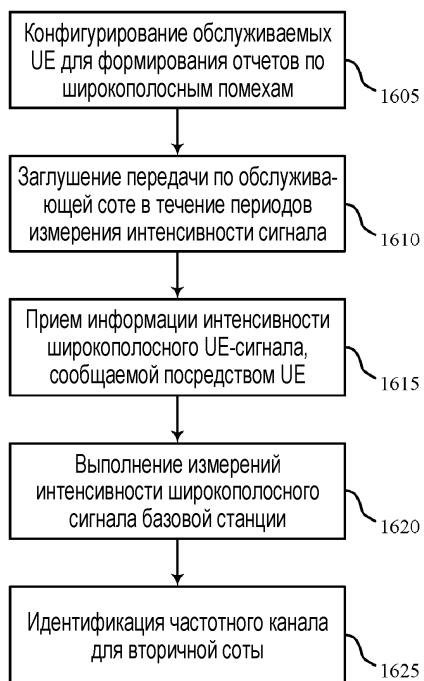 Конфигурирование обслуживаемых
UE для формирования отчетов по
широкополосным помехам
1605
Заглушение передачи по обслужива-
ющей соте в течение периодов
измерения интенсивности сигнала
1610
Прием информации интенсивности
широкополосного UE-сигнала,
сообщаемой посредством UE
1615
Выполнение измерений
интенсивности широкополосного
сигнала базовой станции
1620
Идентификация частотного канала
для вторичной соты
1625